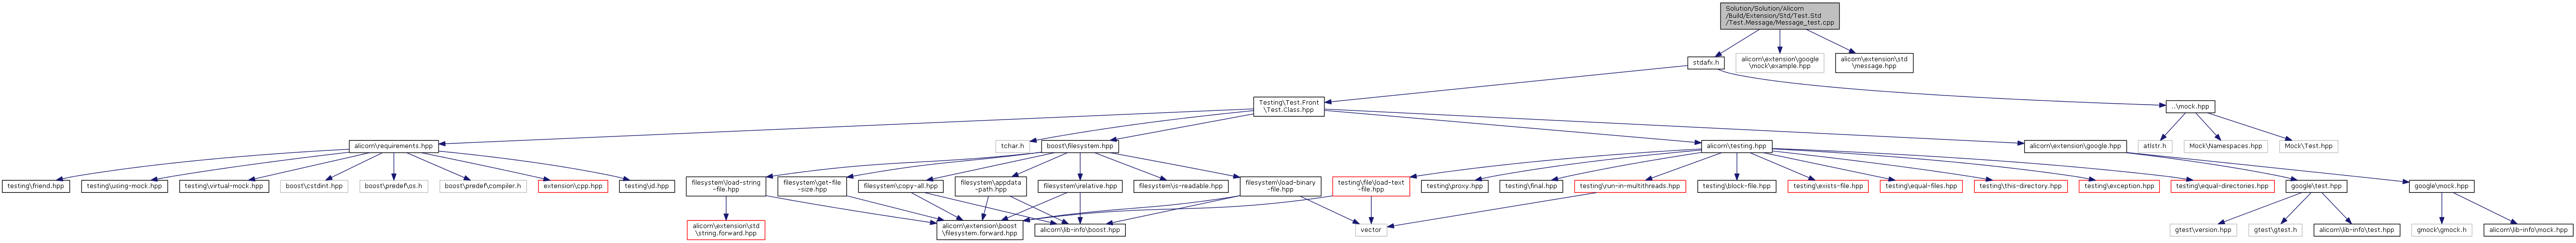 Solution/Solution/Alicorn
/Build/Extension/Std/Test.Std
/Test.Message/Message_test.cpp
stdafx.h
alicorn\extension\google
\mock\example.hpp
alicorn\extension\std
\message.hpp
Testing\Test.Front
\Test.Class.hpp
..\mock.hpp
alicorn\requirements.hpp
tchar.h
boost\filesystem.hpp
alicorn\testing.hpp
alicorn\extension\google.hpp
atlstr.h
Mock\Namespaces.hpp
Mock\Test.hpp
testing\friend.hpp
testing\using-mock.hpp
testing\virtual-mock.hpp
boost\cstdint.hpp
boost\predef\os.h
boost\predef\compiler.h
extension\cpp.hpp
testing\d.hpp
filesystem\load-string
-file.hpp
filesystem\get-file
-size.hpp
filesystem\copy-all.hpp
filesystem\appdata
-path.hpp
filesystem\relative.hpp
filesystem\is-readable.hpp
filesystem\load-binary
-file.hpp
testing\file\load-text
-file.hpp
testing\proxy.hpp
testing\final.hpp
testing\run-in-multithreads.hpp
testing\block-file.hpp
testing\exists-file.hpp
testing\equal-files.hpp
testing\this-directory.hpp
testing\exception.hpp
testing\equal-directories.hpp
google\test.hpp
google\mock.hpp
alicorn\extension\std
\string.forward.hpp
alicorn\extension\boost
\filesystem.forward.hpp
alicorn\lib-info\boost.hpp
vector
gtest\version.hpp
gtest\gtest.h
alicorn\lib-info\test.hpp
gmock\gmock.h
alicorn\lib-info\mock.hpp